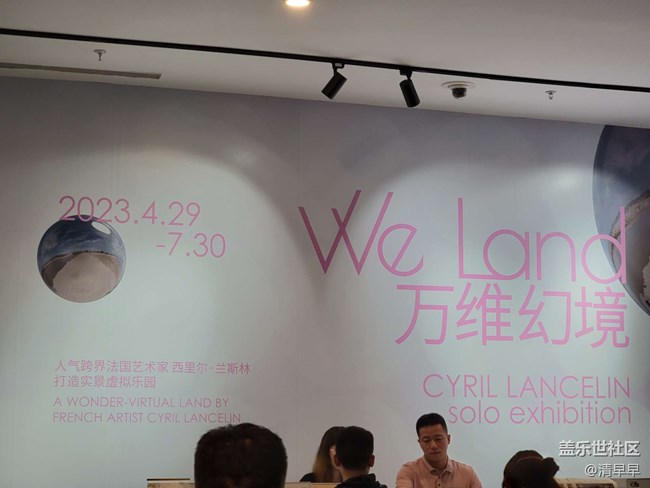 2023.4.29
-7.30
We Land
万维幻境
人气跨界法国艺术家 西里尔·兰斯林
打造实景虚拟乐园
A WONDER-VIRTUAL LAND BY
FRENCH ARTIST CYRIL LANCELIN
CYRIL LANCELIN
solo exhibition
盖乐世社区
@清早早